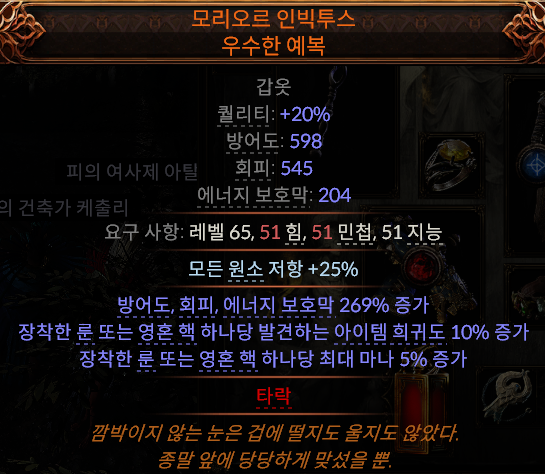 모리오르 인빅투스
우수한 예복
갑옷
퀄리티: +20%
방어도: 598
회피: 545
에너지 보호막: 204
피의 여사제 아틸
의 건축가 케출리
요구 사항: 레벨 65, 51 힘, 51 민첩, 51 지능
모든 원소 저항 +25%
방어도, 회피, 에너지 보호막 269% 증가
장착한 룬 또는 영혼 핵 하나당 발견하는 아이템 희귀도 10% 증가
장착한 룬 또는 영혼 핵 하나당 최대 마나 5% 증가
타락
깜박이지 않는 눈은 겁에 떨지도 울지도 않았다.
종말 앞에 당당하게 맞섰을 뿐.